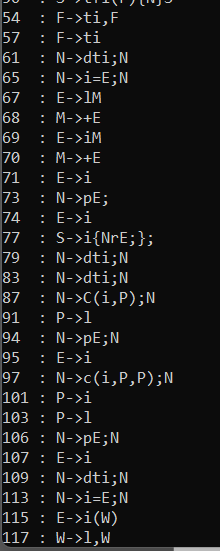 54 : F->ti,F
57 : F->ti
61 : N->dti;N
65 : N->i=E;N
67 : E->lM
68 : M->+E
69 : E->iM
70 : M->+E
71 : E->i
73 : N->pE;
74 : E->i
77 : S->i{NrE;};
79 : N->dti;N
83 : N->dti;N
87 : N->C(i,P);N
91 : P->l
94 : N->pE;N
95 : E->i
97 : N->c(i,P,P);N
101 : P->i
103 : P->l
106 : N->pE;N
107 : E->i
109 : N->dti;N
113 : N->i=E;N
115 : E->i(W)
117 : W->l,W